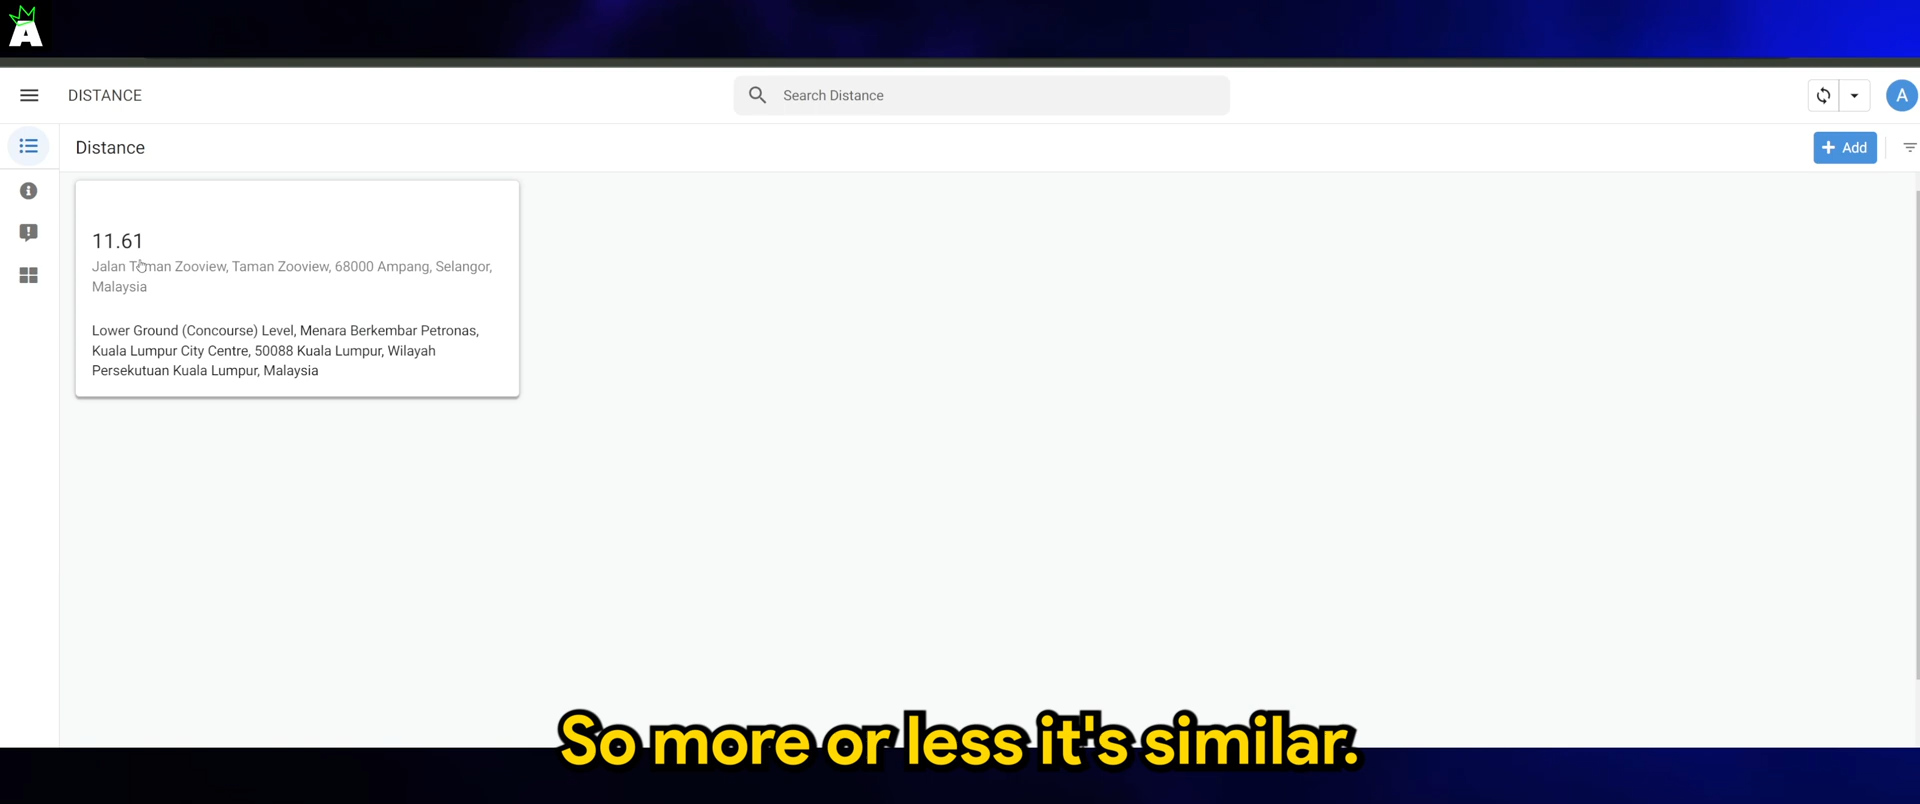 A
DISTANCE
Search Distance
A
Distance
+ Add
11.61
Jalan Taman Zooview, Taman Zooview, 68000 Ampang, Selangor,
Malaysia
Lower Ground (Concourse) Level, Menara Berkembar Petronas,
Kuala Lumpur City Centre, 50088 Kuala Lumpur, Wilayah
Persekutuan Kuala Lumpur, Malaysia
So more or less it's similar.